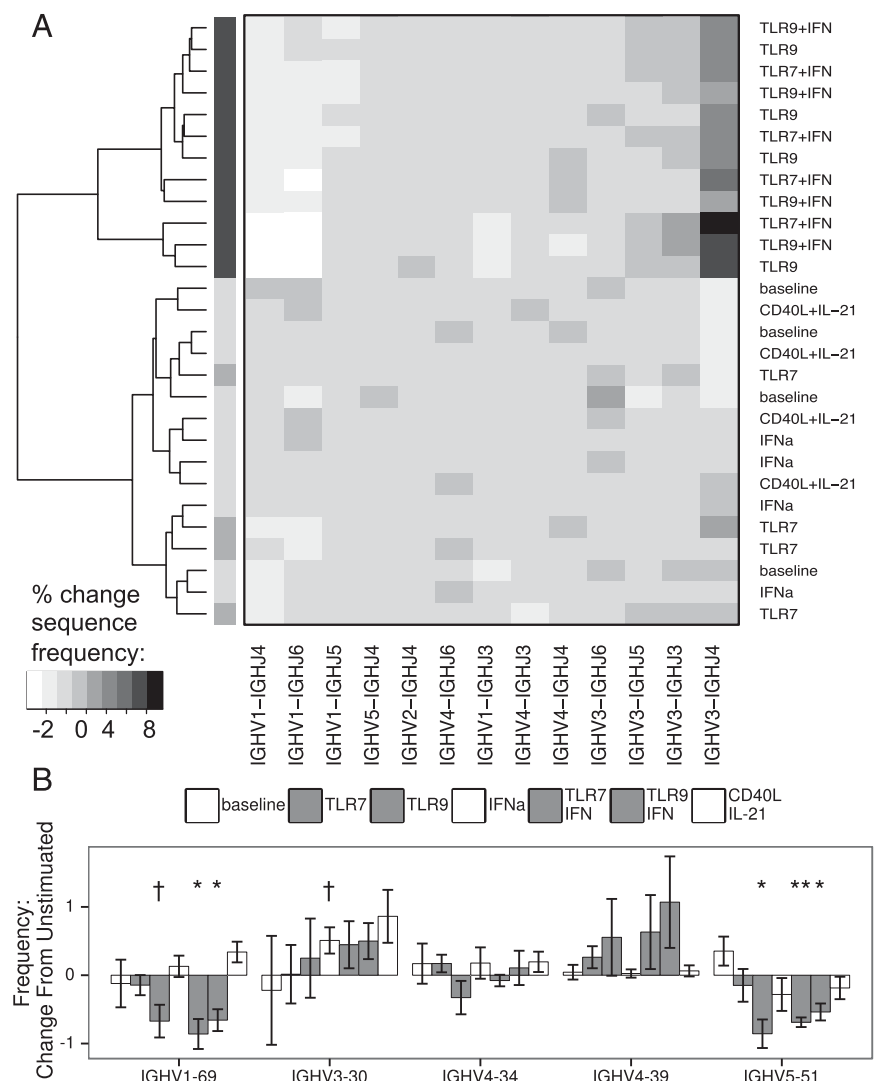 A
TLR9+IFN
TLR9
TLR7+IFN
TLR9+IFN
TLR9
TLR7+IFN
TLR9
TLR7+IFN
TLR9+IFN
TLR7+IFN
TLR9+IFN
TLR9
baseline
CD40L+IL−21
baseline
CD40L+IL−21
TLR7
baseline
CD40L+IL−21
IFNa
IFNa
CD40L+IL−21
IFNa
TLR7
TLR7
baseline
IFNa
TLR7
% change
sequence
frequency:
-2 0 4 8
IGHV1−IGHJ4
IGHV1−IGHJ6
IGHV1−IGHJ5
IGHV5−IGHJ4
IGHV2−IGHJ4
IGHV4−IGHJ6
IGHV1−IGHJ3
IGHV4−IGHJ3
IGHV4−IGHJ4
IGHV3−IGHJ6
IGHV3−IGHJ5
IGHV3−IGHJ3
IGHV3−IGHJ4
B
baseline
TLR7
TLR9
IFNa
TLR7
IFN
TLR9
IFN
CD40L
IL-21
Frequency:
Change From Unstimuated
1
0
-1
† * *
†
* ** *
IGHV1-69 IGHV3-30 IGHV4-34 IGHV4-39 IGHV5-51